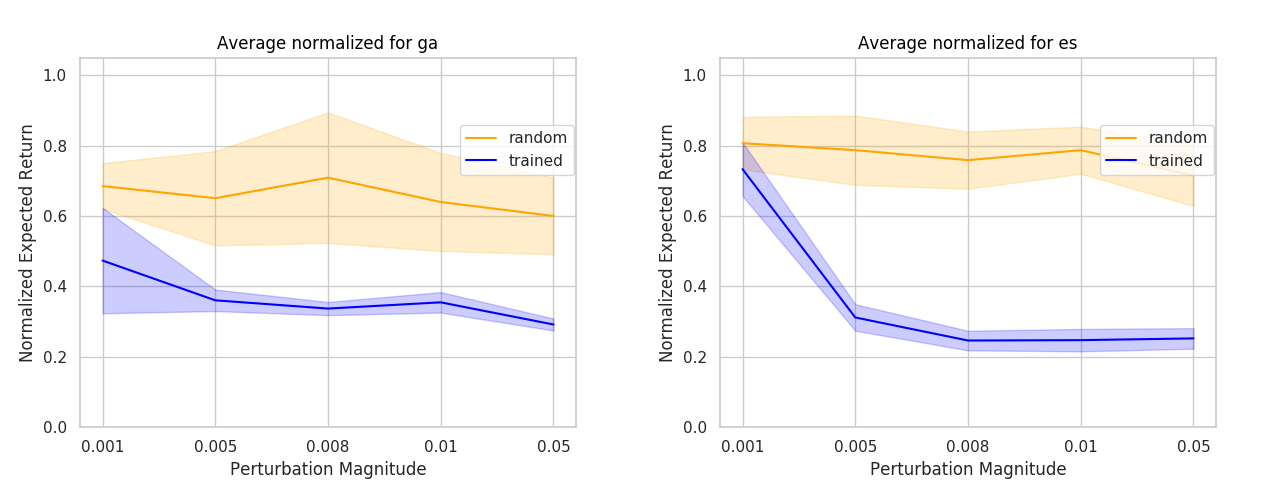 Average normalized for ga
Normalized Expected Return
1.0
0.8
0.6
0.4
0.2
0.0
random
trained
0.001 0.005 0.008 0.01 0.05
Perturbation Magnitude
Average normalized for es
Normalized Expected Return
1.0
0.8
0.6
0.4
0.2
0.0
random
trained
0.001 0.005 0.008 0.01 0.05
Perturbation Magnitude